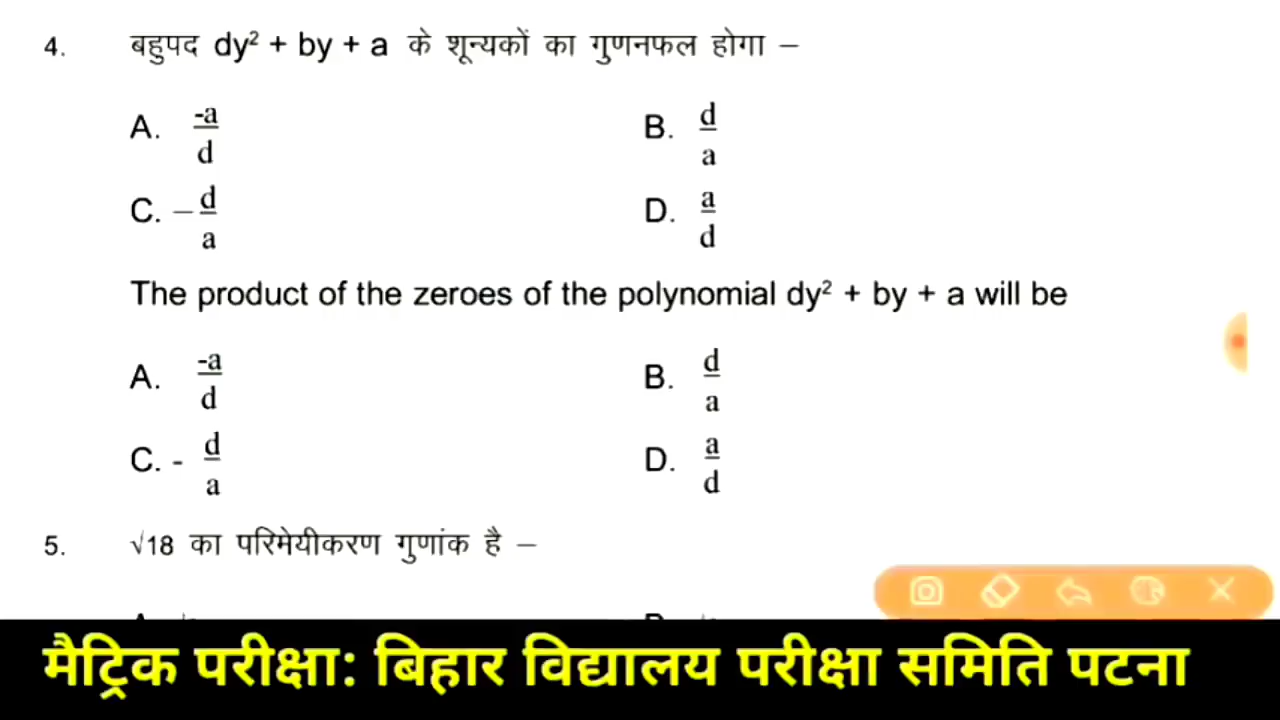 4. बहुपद dy² + by + a के शून्यकों का गुणनफल होगा –
A. -a/d B. d/a
C. – d/a D. a/d
The product of the zeroes of the polynomial dy² + by + a will be
A. -a/d B. d/a
C. - d/a D. a/d
5. √18 का परिमेयीकरण गुणांक है –
मैट्रिक परीक्षा: बिहार विद्यालय परीक्षा समिति पटना